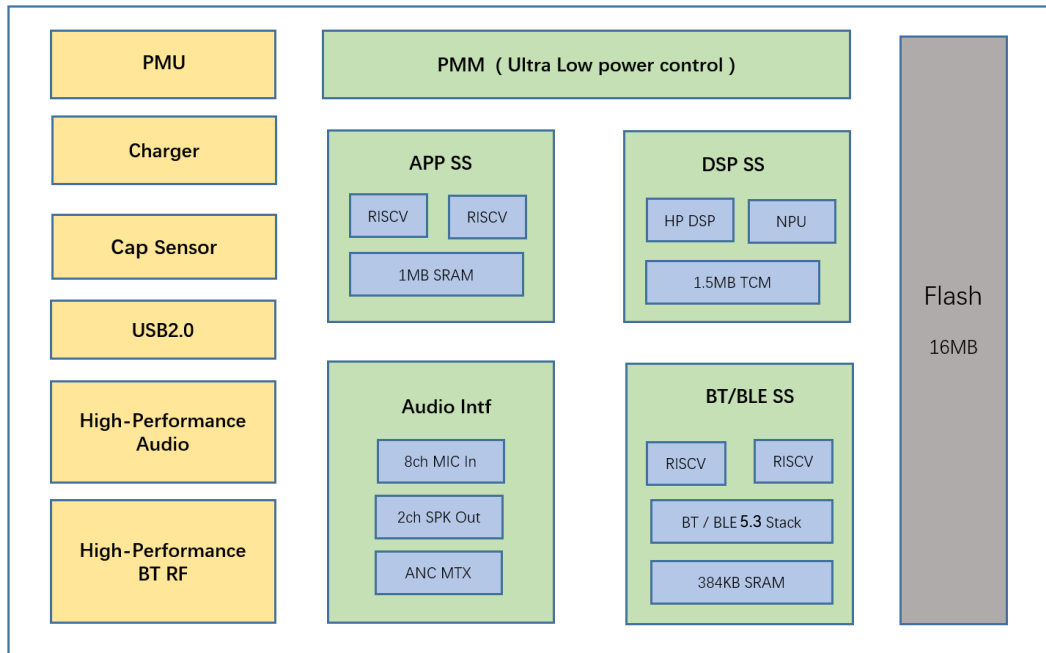 PMU
Charger
Cap Sensor
USB2.0
High-Performance
Audio
High-Performance
BT RF
PMM ( Ultra Low power control )
APP SS
RISCV
RISCV
1MB SRAM
DSP SS
HP DSP
NPU
1.5MB TCM
Audio Intf
8ch MIC In
2ch SPK Out
ANC MTX
BT/BLE SS
RISCV
RISCV
BT / BLE 5.3 Stack
384KB SRAM
Flash
16MB